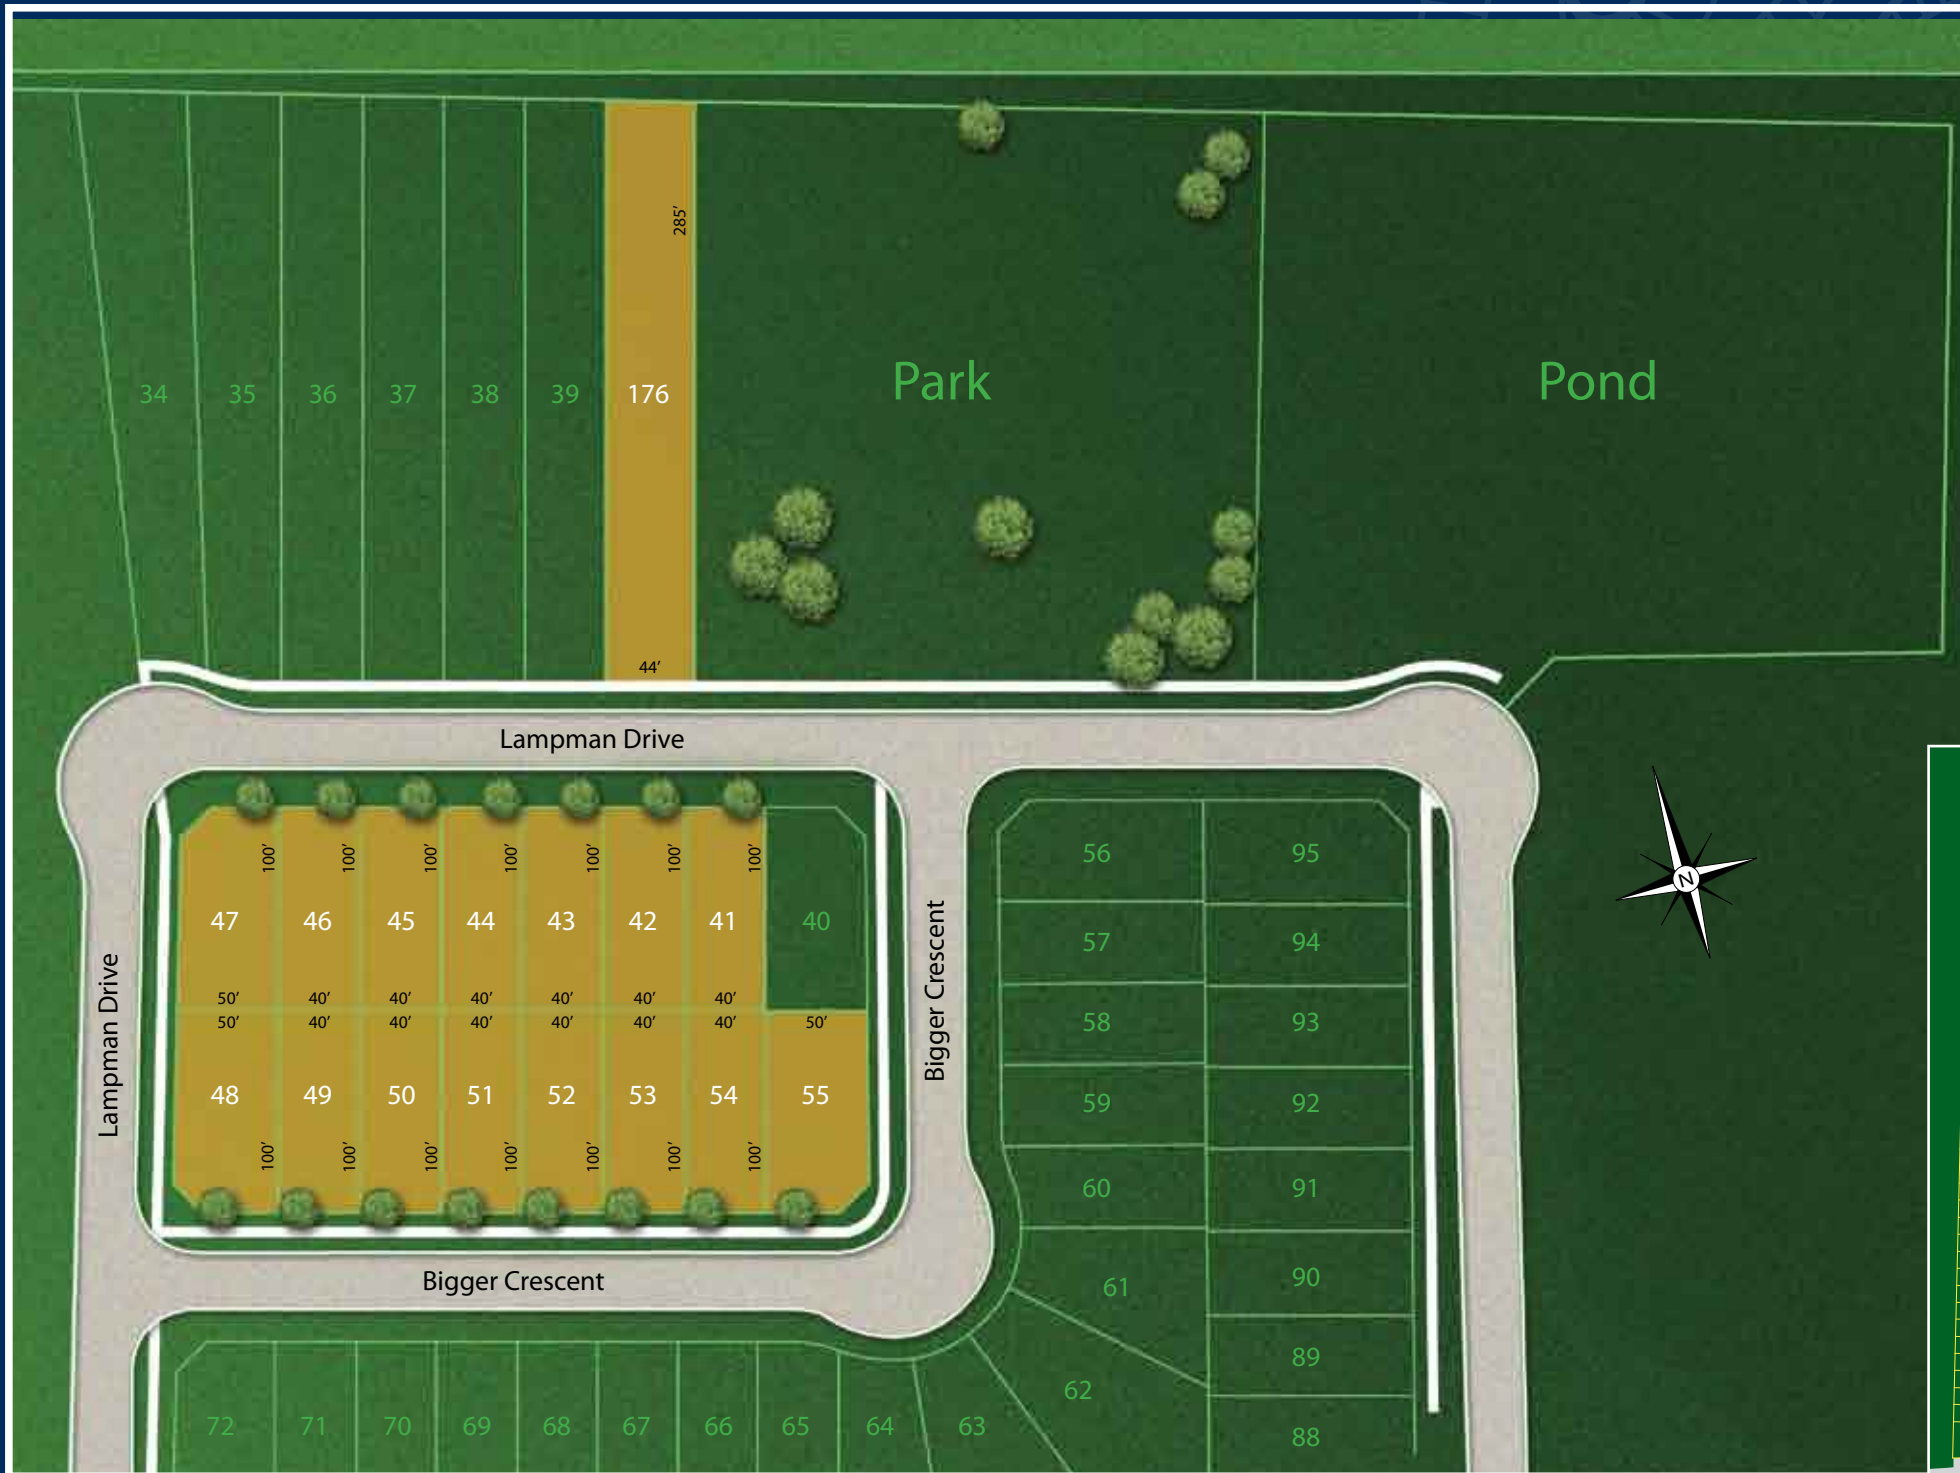 285'
34 35 36 37 38 39 176 Park Pond
44'
Lampman Drive
100' 100' 100' 100' 100' 100' 100'
56 95
47 46 45 44 43 42 41 40
57 94
50' 40' 40' 40' 40' 40' 40'
50' 40' 40' 40' 40' 40' 40' 50'
58 93
Lampman Drive
Bigger Crescent
48 49 50 51 52 53 54 55
59 92
100' 100' 100' 100' 100' 100' 100'
60 91
Bigger Crescent
61 90
89
62
72 71 70 69 68 67 66 65 64 63
88
N